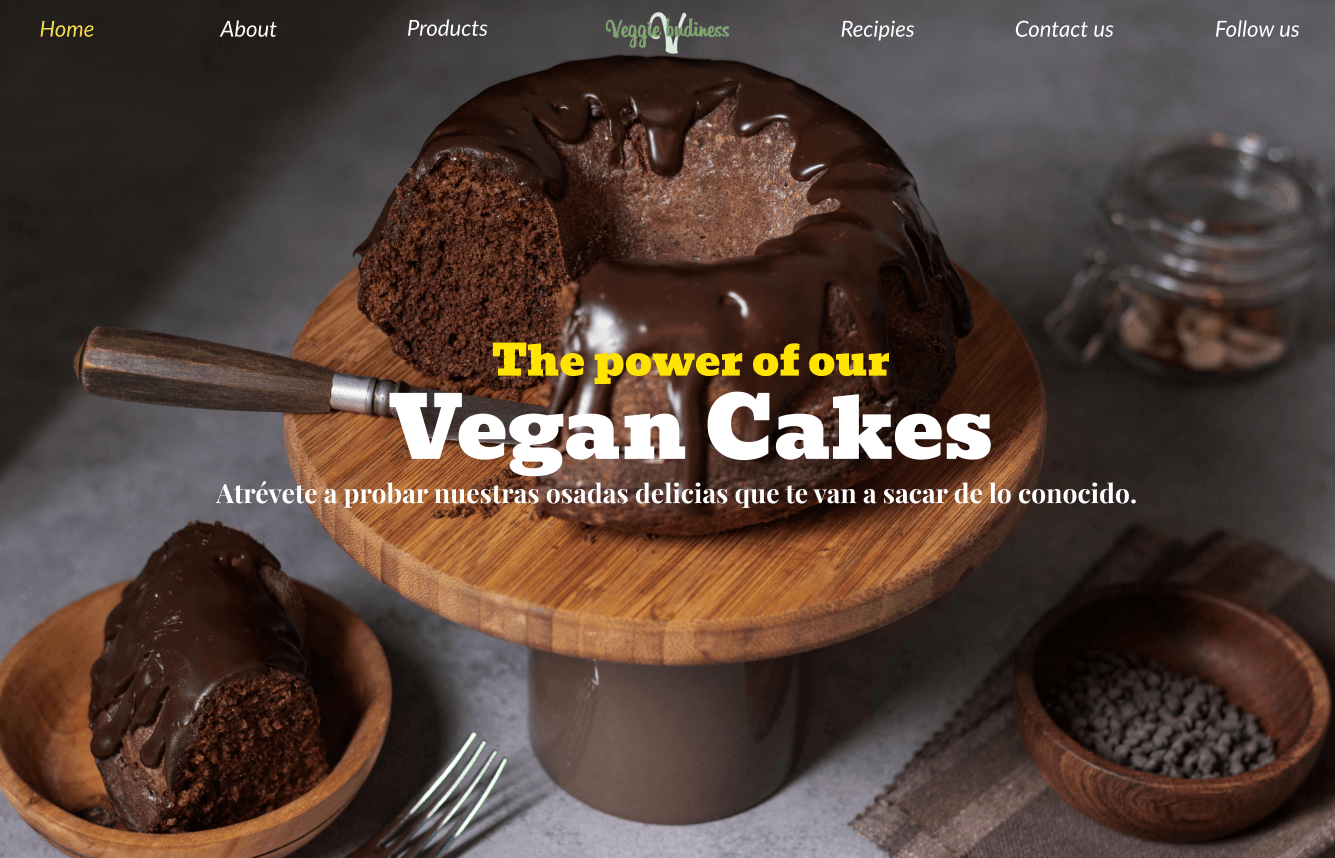 Home About Products Veggie budiness Recipies Contact us Follow us
The power of our
Vegan Cakes
Atrévete a probar nuestras osadas delicias que te van a sacar de lo conocido.